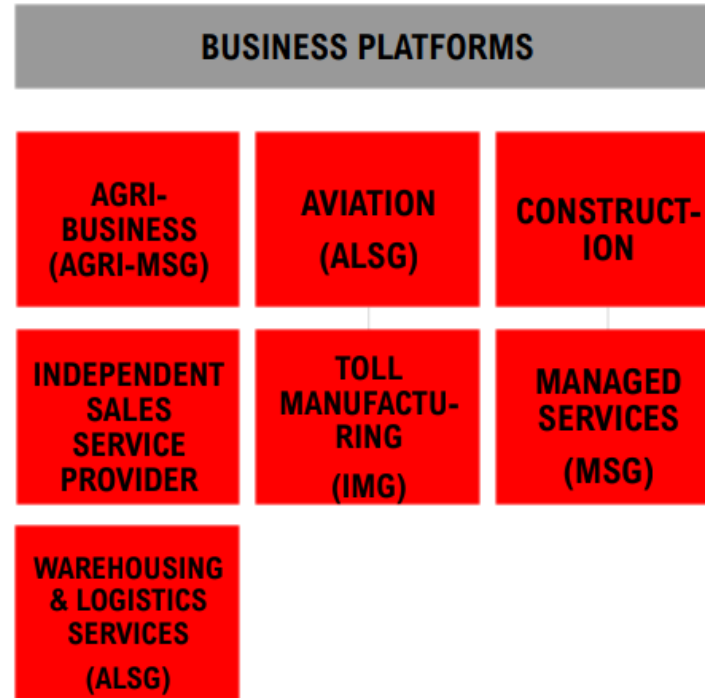 BUSINESS PLATFORMS
AGRI-
BUSINESS
(AGRI-MSG)
AVIATION
(ALSG)
CONSTRUCT-
ION
INDEPENDENT
SALES
SERVICE
PROVIDER
TOLL
MANUFACTU-
RING
(IMG)
MANAGED
SERVICES
(MSG)
WAREHOUSING
& LOGISTICS
SERVICES
(ALSG)